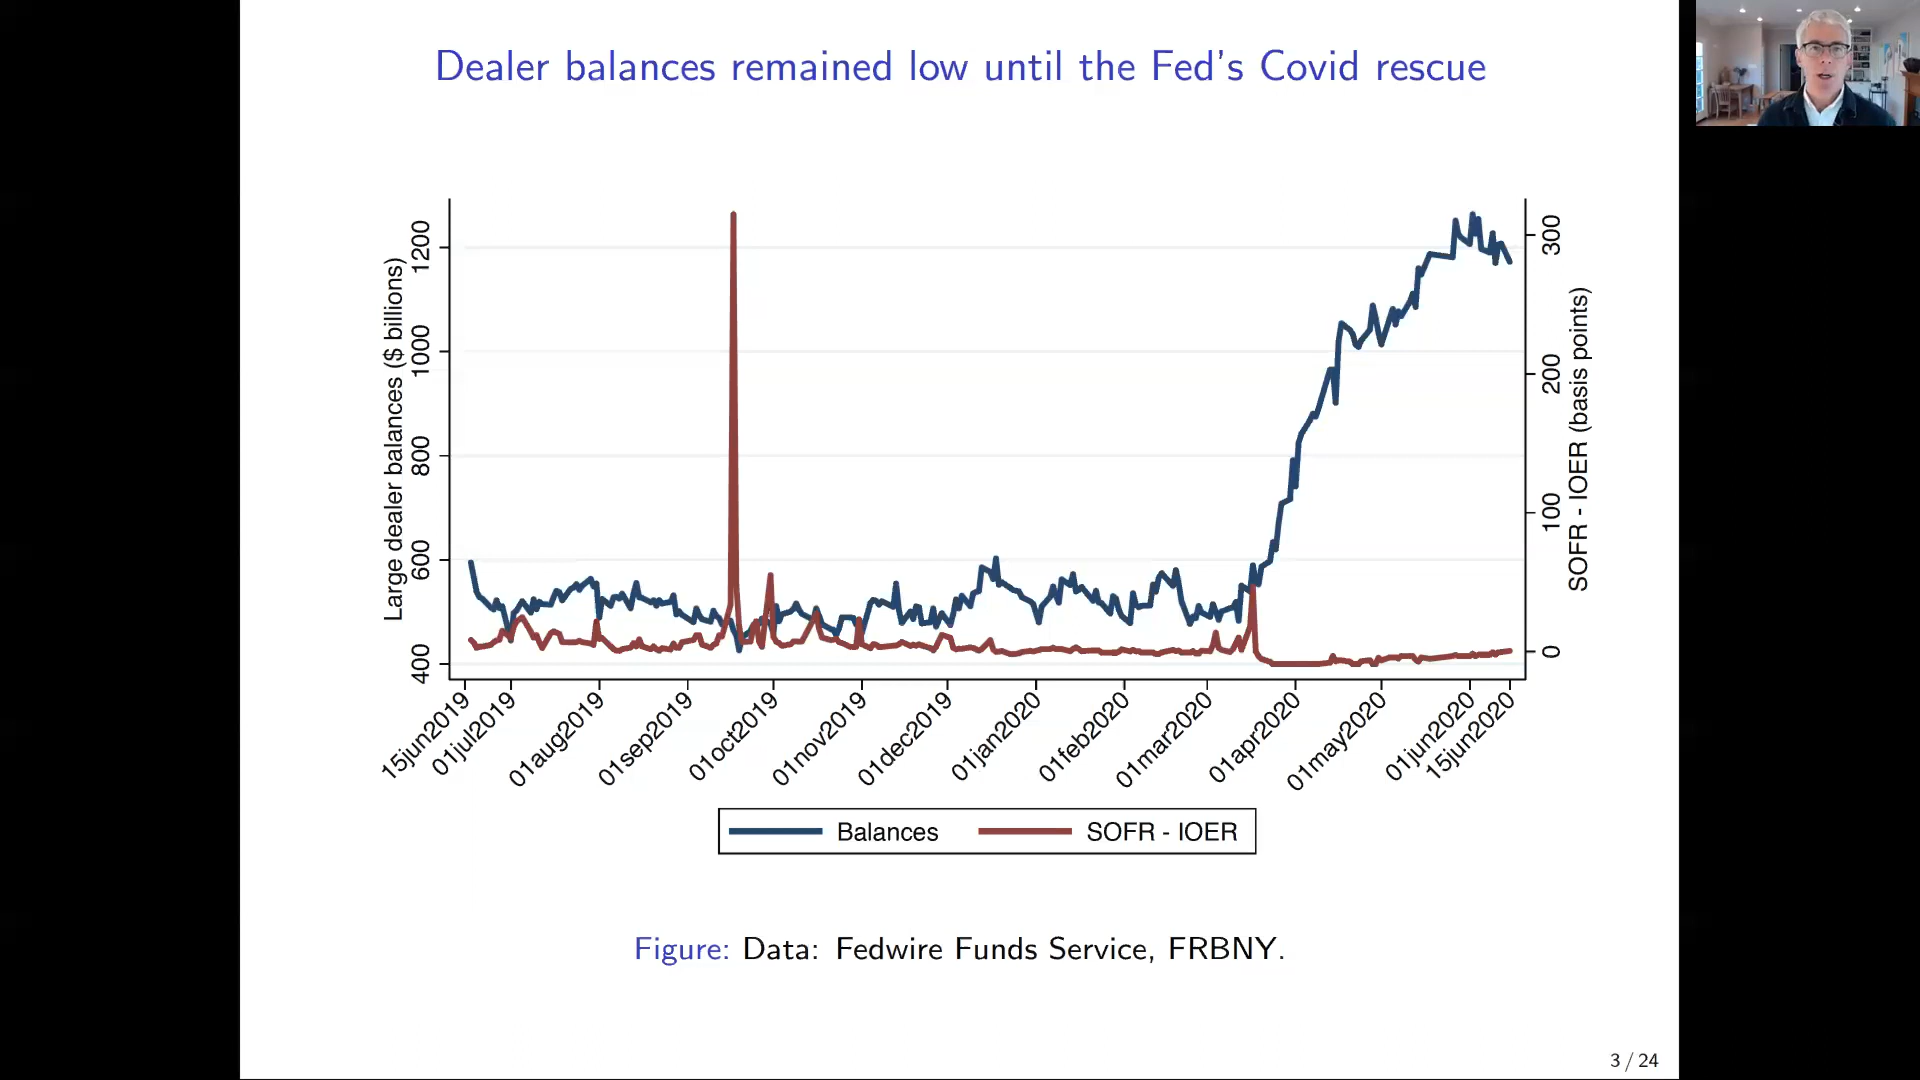 Dealer balances remained low until the Fed's Covid rescue
Large dealer balances ($ billions)
1200
1000
800
600
400
300
200
100
0
SOFR - IOER (basis points)
15jun2019
01jul2019
01aug2019
01sep2019
01oct2019
01nov2019
01dec2019
01jan2020
01feb2020
01mar2020
01apr2020
01may2020
01jun2020
15jun2020
Balances
SOFR - IOER
Figure: Data: Fedwire Funds Service, FRBNY.
3 / 24